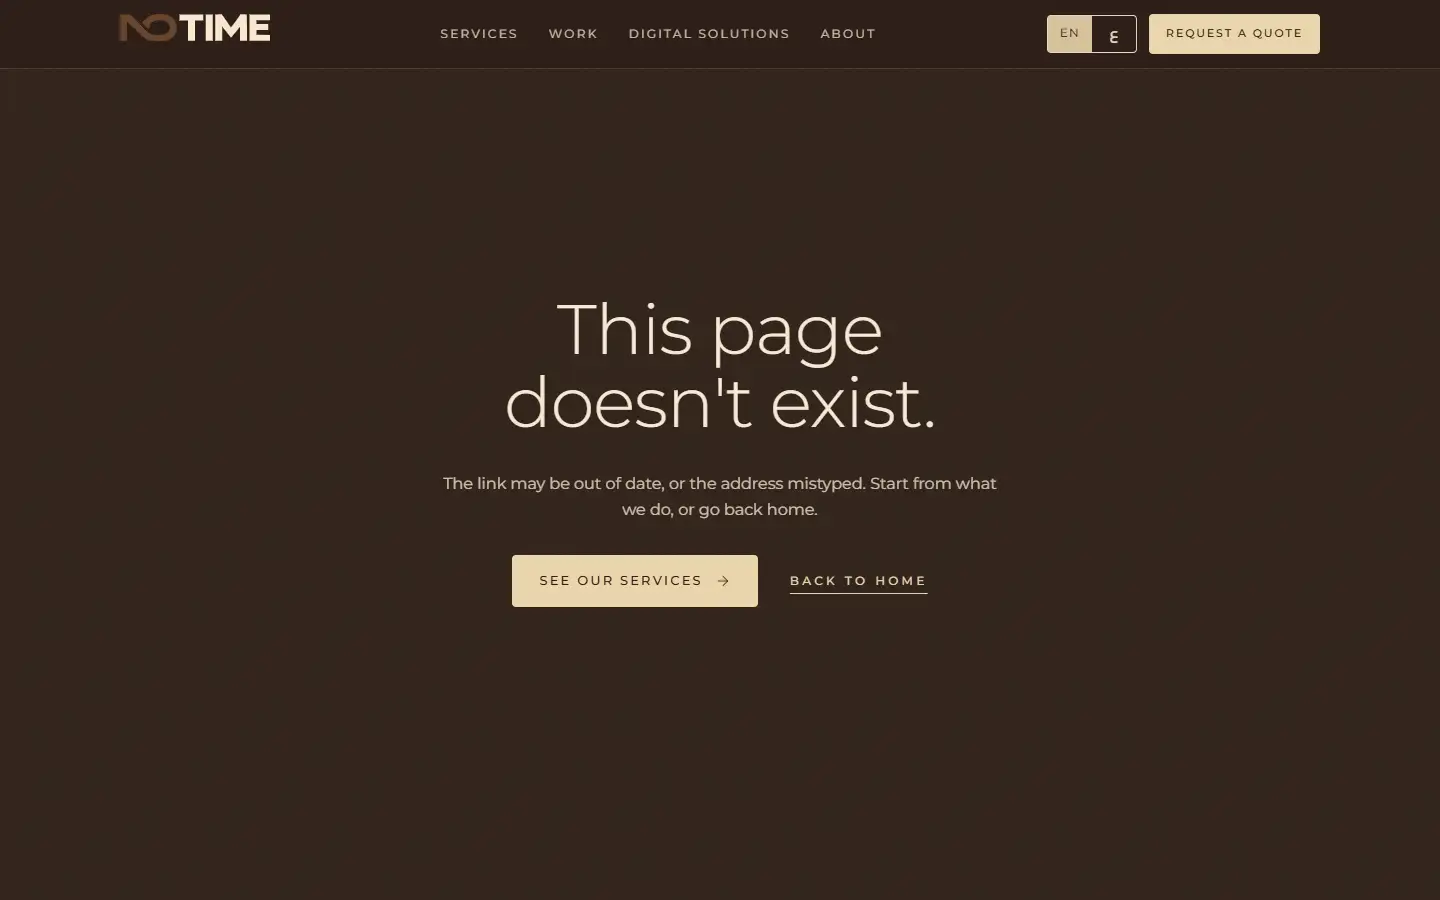 NOTIME
SERVICES
WORK
DIGITAL SOLUTIONS
ABOUT
EN
ع
REQUEST A QUOTE
This page
doesn't exist.
The link may be out of date, or the address mistyped. Start from what
we do, or go back home.
SEE OUR SERVICES →
BACK TO HOME